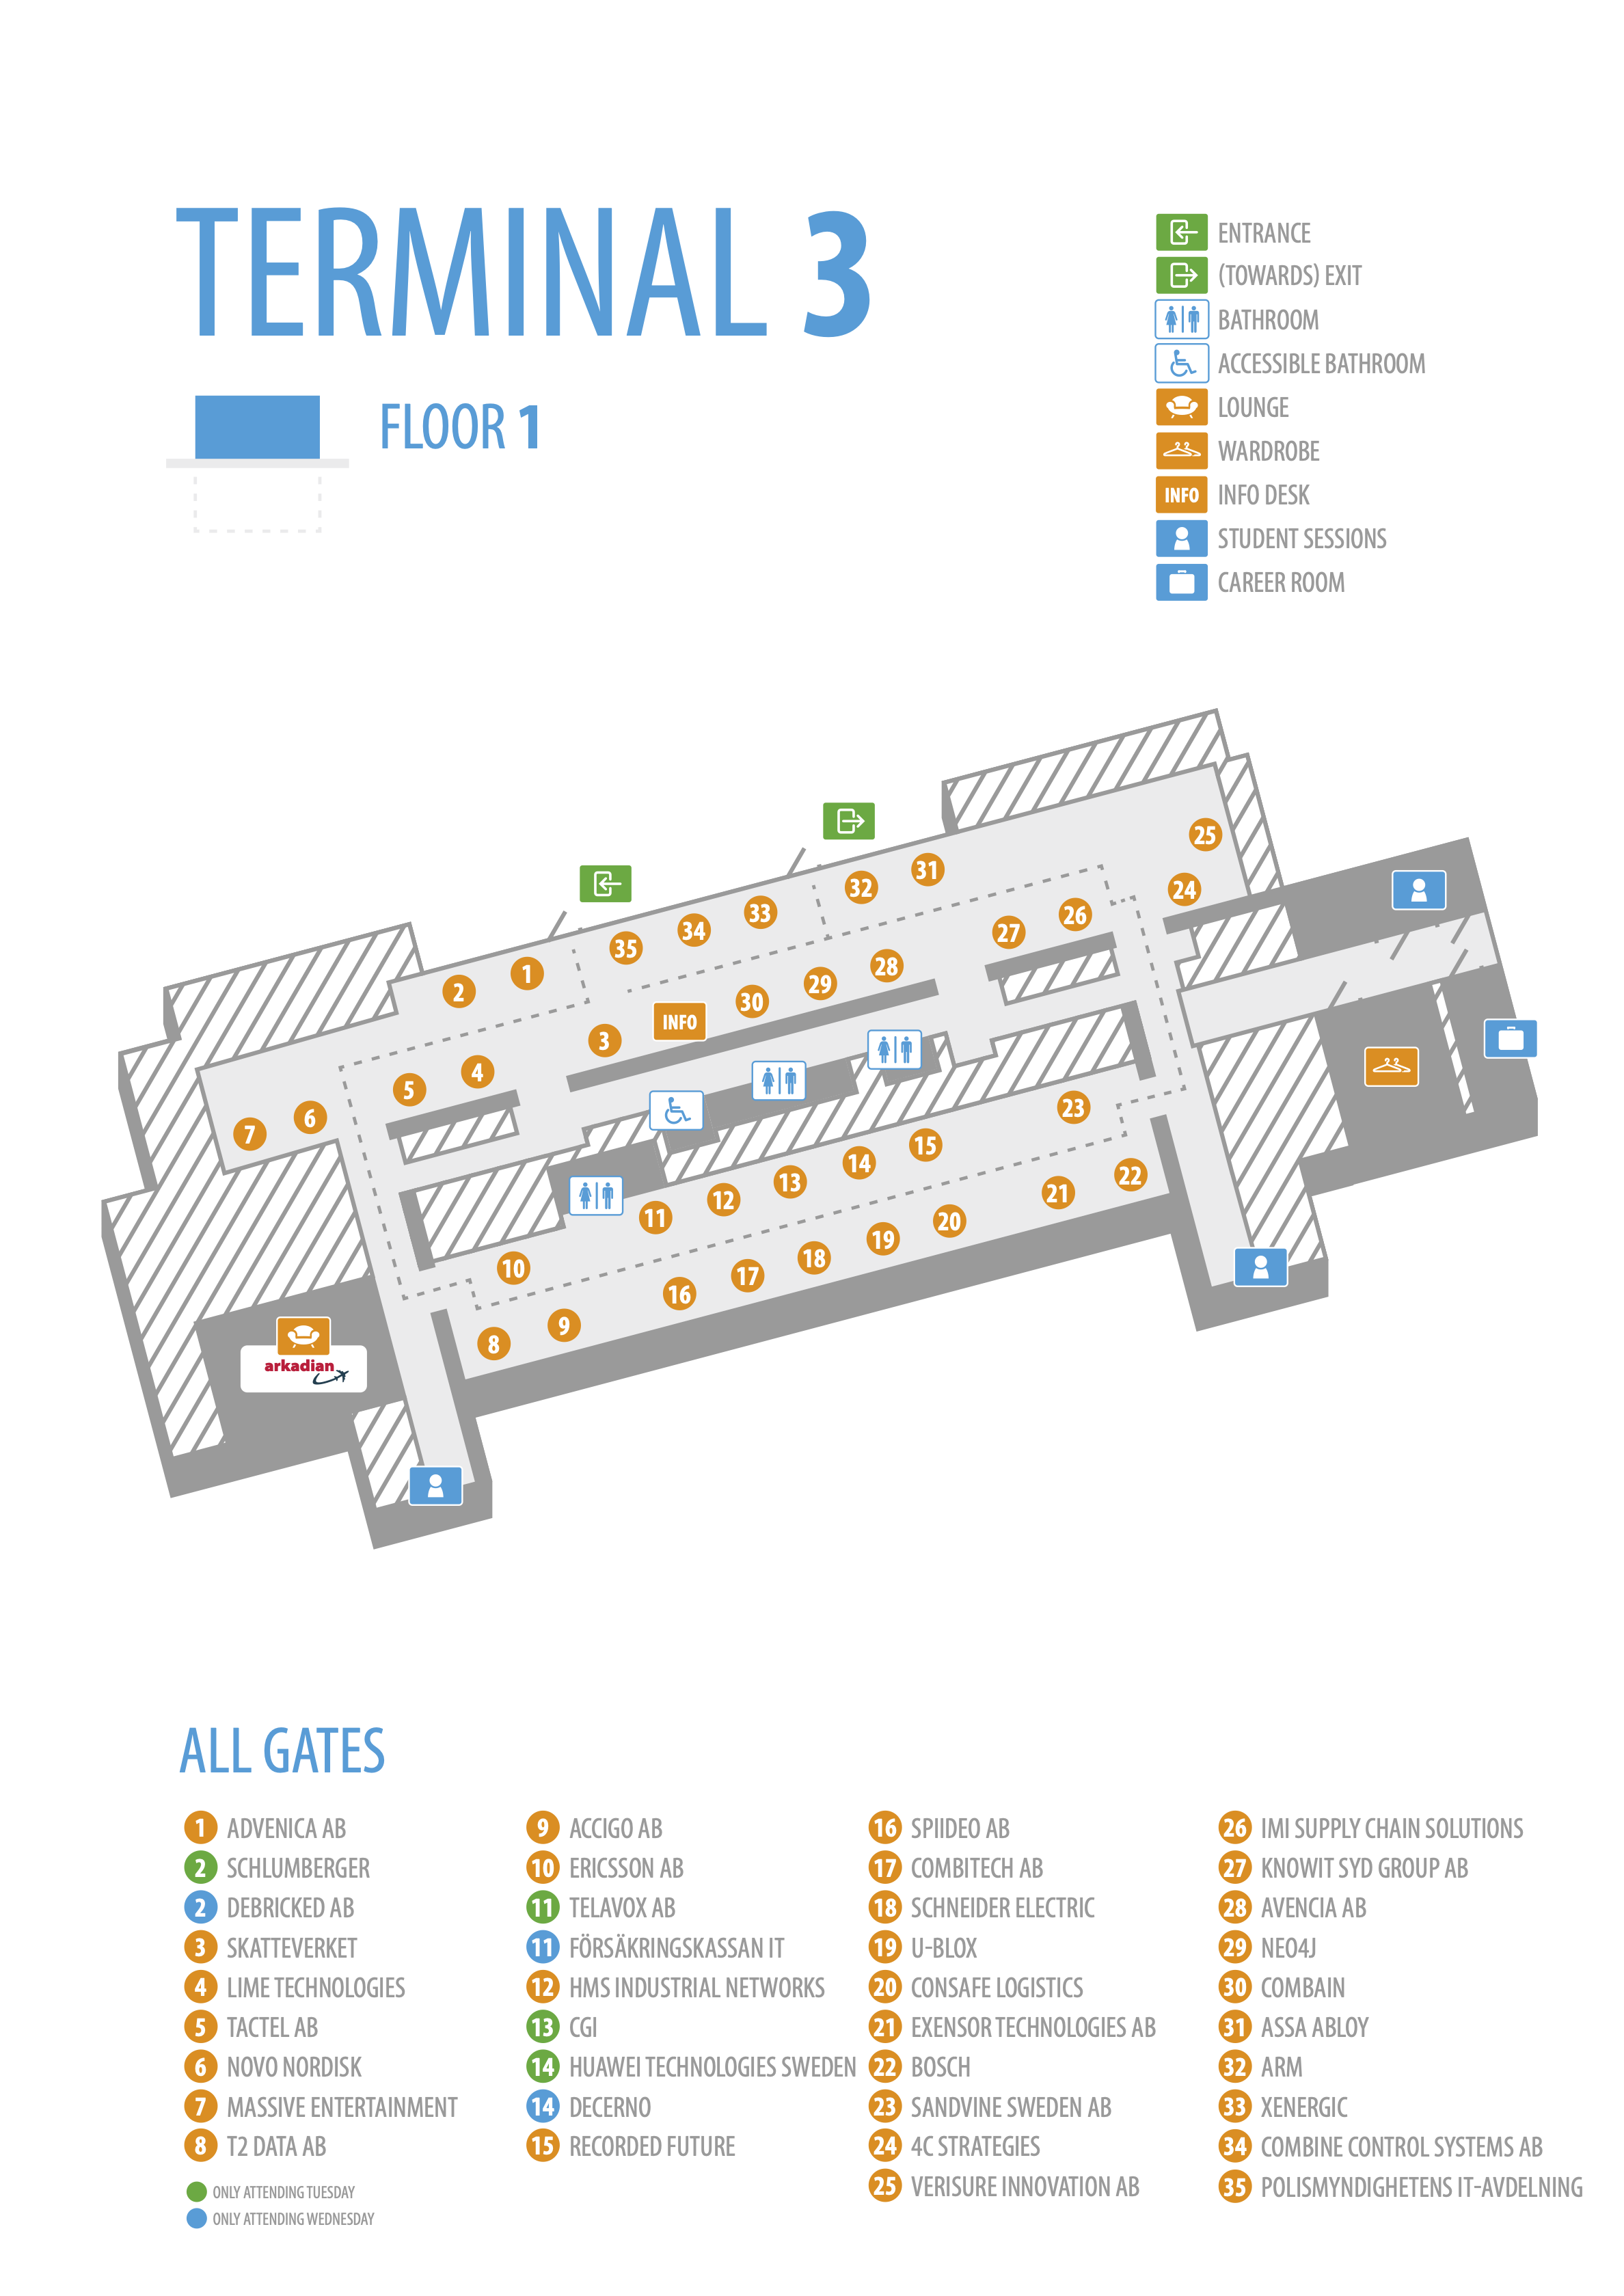 TERMINAL 3
FLOOR 1
ENTRANCE
(TOWARDS) EXIT
BATHROOM
ACCESSIBLE BATHROOM
LOUNGE
WARDROBE
INFO INFO DESK
STUDENT SESSIONS
CAREER ROOM
25
31
32
24
33
26
34
27
35
28
1
29
2
30
INFO
3
4
5
23
6
7
15
14
22
13
21
12
11
20
19
18
10
17
16
9
8
arkadian
ALL GATES
1 ADVENICA AB
2 SCHLUMBERGER
2 DEBRICKED AB
3 SKATTEVERKET
4 LIME TECHNOLOGIES
5 TACTEL AB
6 NOVO NORDISK
7 MASSIVE ENTERTAINMENT
8 T2 DATA AB
ONLY ATTENDING TUESDAY
ONLY ATTENDING WEDNESDAY
9 ACCIGO AB
10 ERICSSON AB
11 TELAVOX AB
11 FÖRSÄKRINGSKASSAN IT
12 HMS INDUSTRIAL NETWORKS
13 CGI
14 HUAWEI TECHNOLOGIES SWEDEN
14 DECERNO
15 RECORDED FUTURE
16 SPIIDEO AB
17 COMBITECH AB
18 SCHNEIDER ELECTRIC
19 U-BLOX
20 CONSAFE LOGISTICS
21 EXENSOR TECHNOLOGIES AB
22 BOSCH
23 SANDVINE SWEDEN AB
24 4C STRATEGIES
25 VERISURE INNOVATION AB
26 IMI SUPPLY CHAIN SOLUTIONS
27 KNOWIT SYD GROUP AB
28 AVENCIA AB
29 NEO4J
30 COMBAIN
31 ASSA ABLOY
32 ARM
33 XENERGIC
34 COMBINE CONTROL SYSTEMS AB
35 POLISMYNDIGHETENS IT-AVDELNING